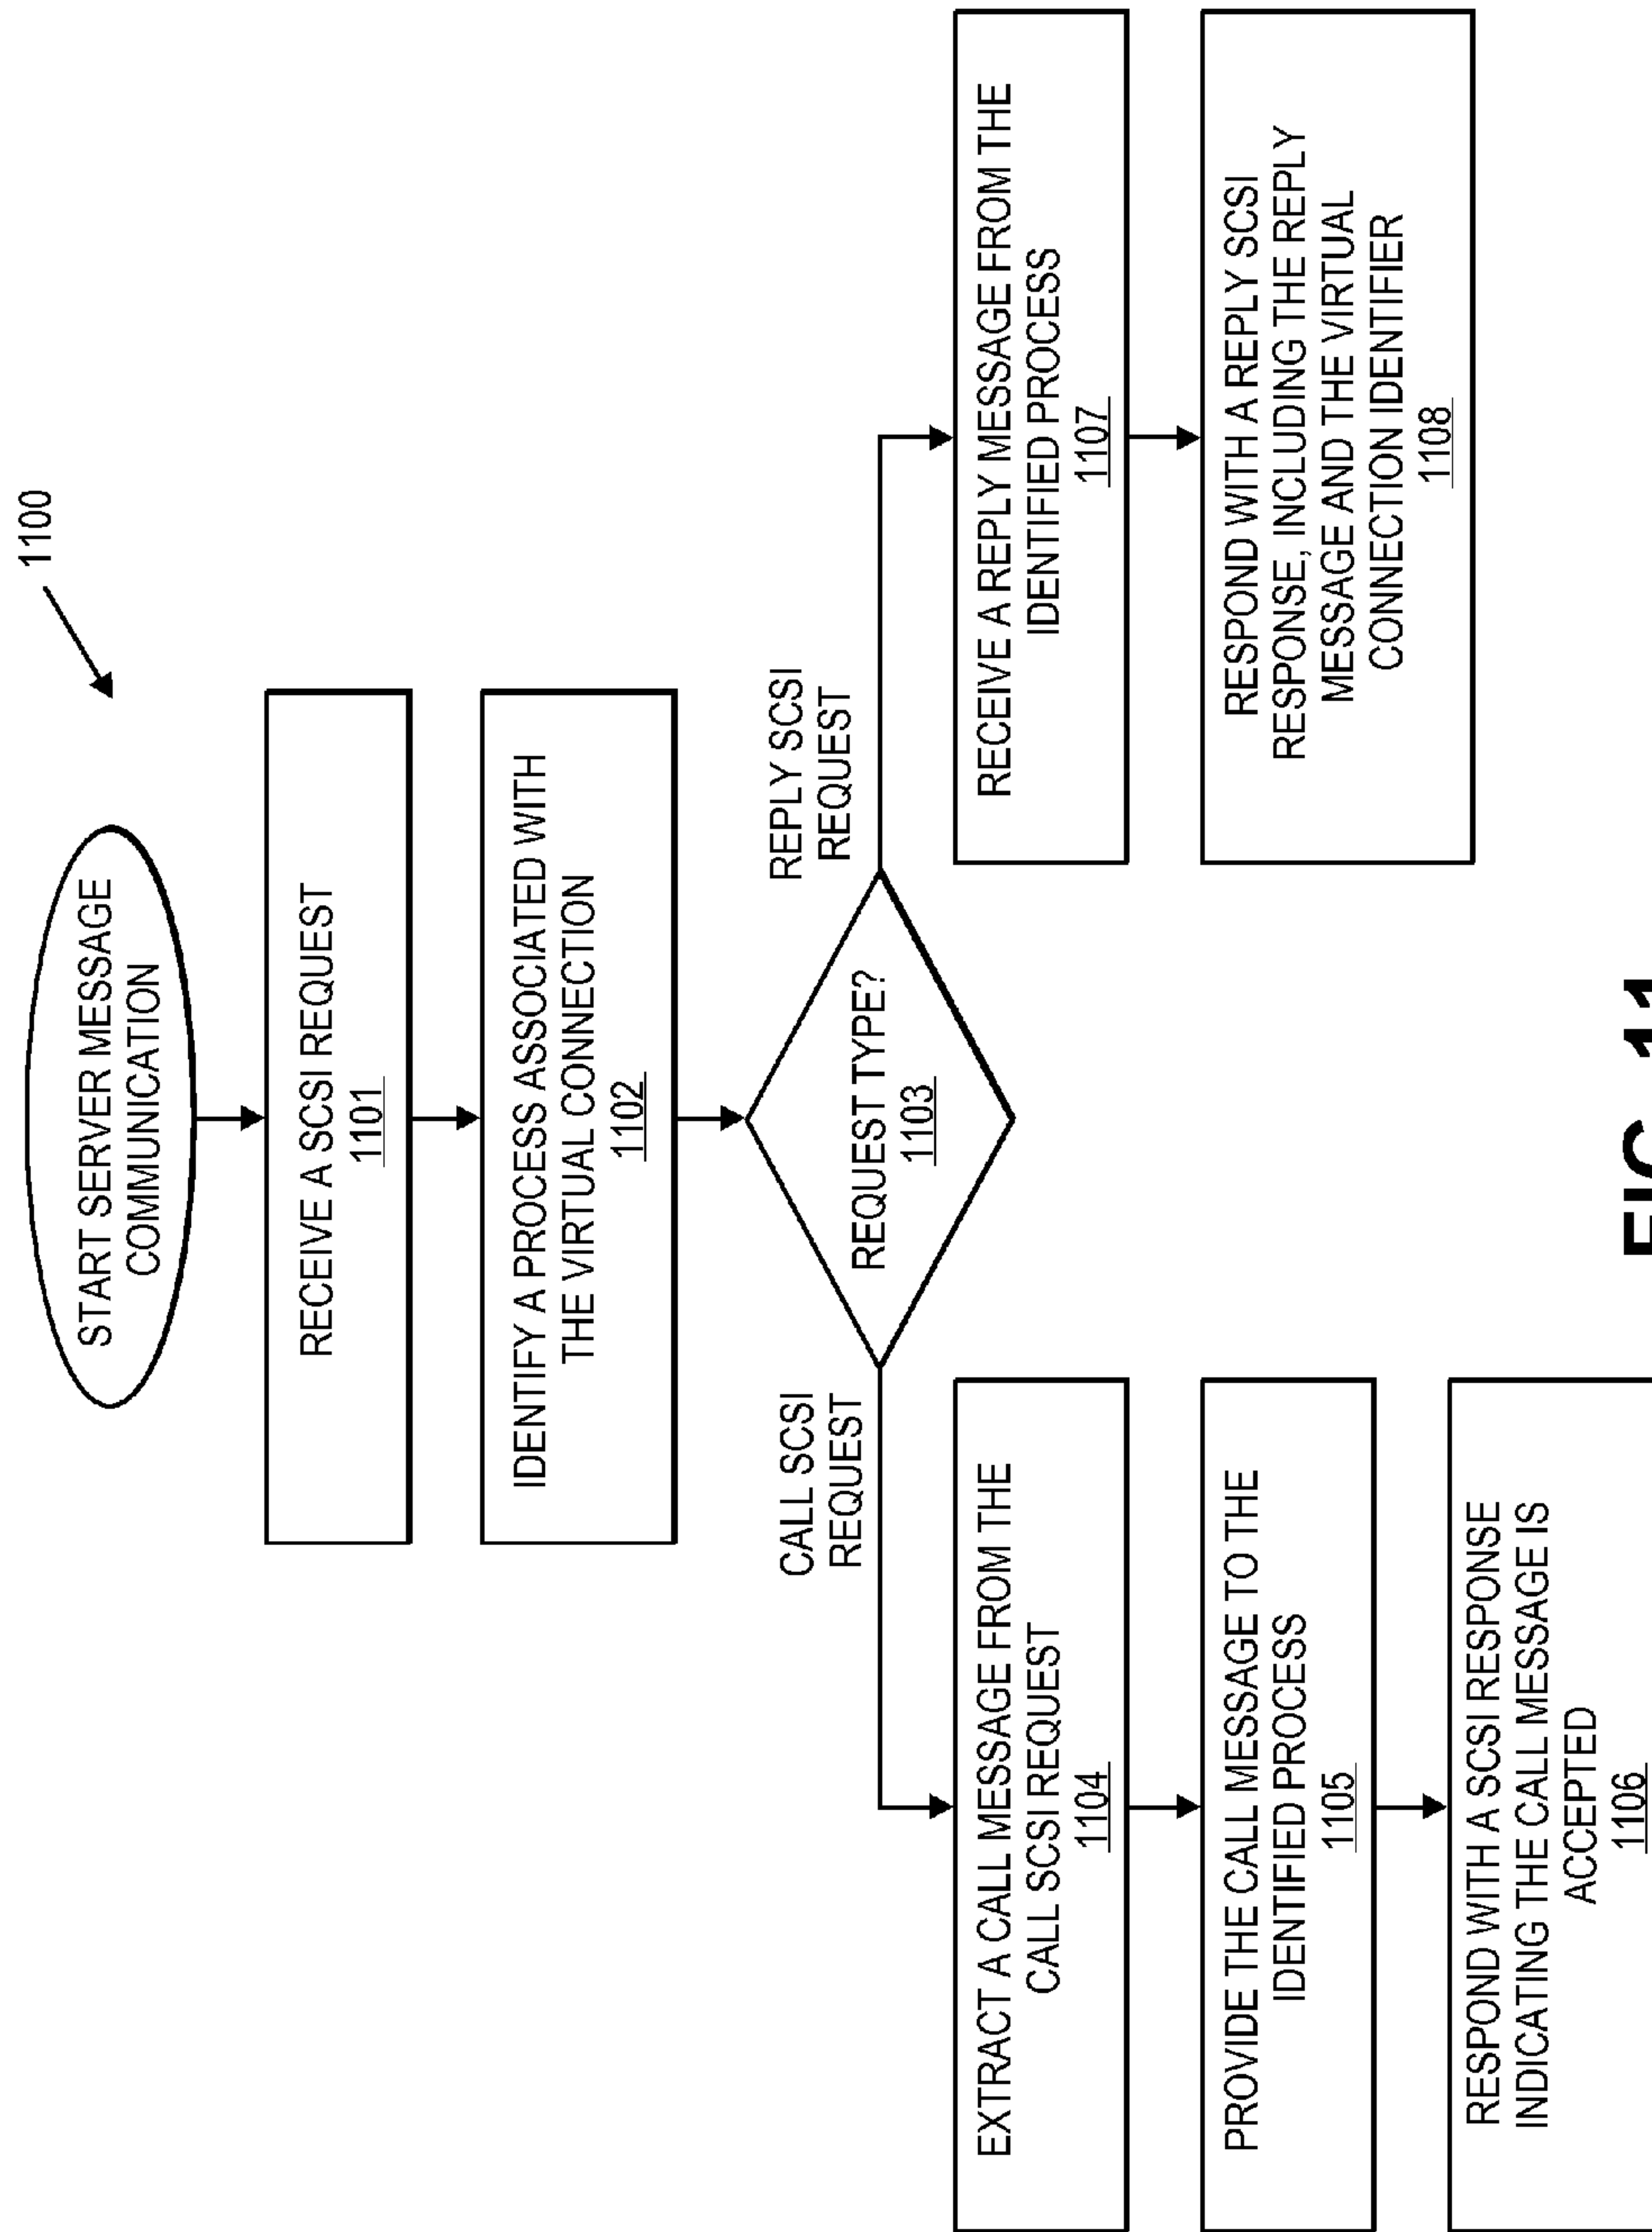 1100
START SERVER MESSAGE
COMMUNICATION
RECEIVE A SCSI REQUEST
1101
IDENTIFY A PROCESS ASSOCIATED WITH
THE VIRTUAL CONNECTION
1102
REQUEST TYPE?
1103
CALL SCSI
REQUEST
EXTRACT A CALL MESSAGE FROM THE
CALL SCSI REQUEST
1104
PROVIDE THE CALL MESSAGE TO THE
IDENTIFIED PROCESS
1105
RESPOND WITH A SCSI RESPONSE
INDICATING THE CALL MESSAGE IS
ACCEPTED
1106
REPLY SCSI
REQUEST
RECEIVE A REPLY MESSAGE FROM THE
IDENTIFIED PROCESS
1107
RESPOND WITH A REPLY SCSI
RESPONSE, INCLUDING THE REPLY
MESSAGE AND THE VIRTUAL
CONNECTION IDENTIFIER
1108
FIG. 11